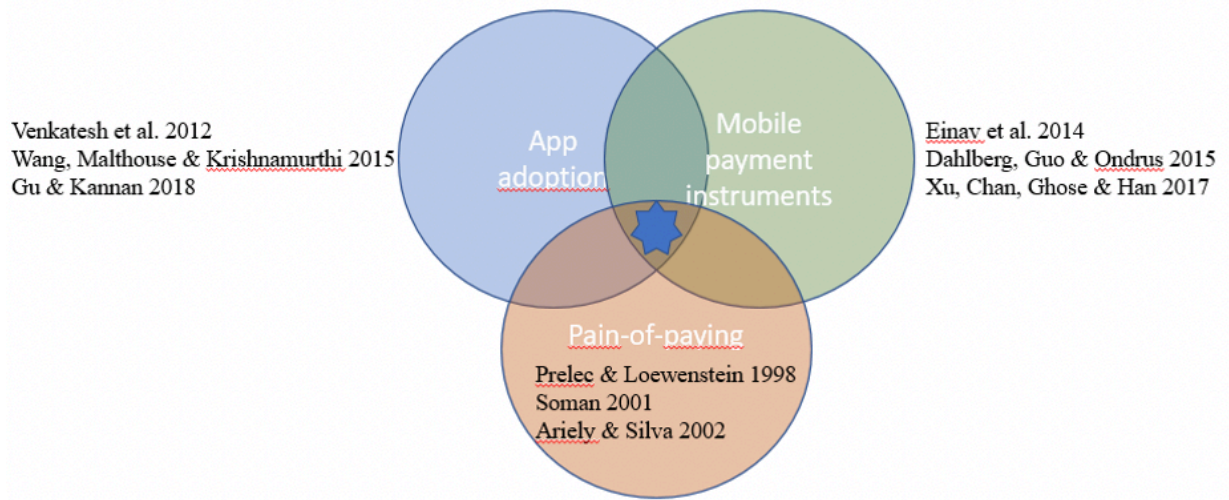 Venkatesh et al. 2012
Wang, Malthouse & Krishnamurthi 2015
Gu & Kannan 2018
App
adoption
Mobile
payment
instruments
Einav et al. 2014
Dahlberg, Guo & Ondrus 2015
Xu, Chan, Ghose & Han 2017
Pain-of-paying
Prelec & Loewenstein 1998
Soman 2001
Ariely & Silva 2002